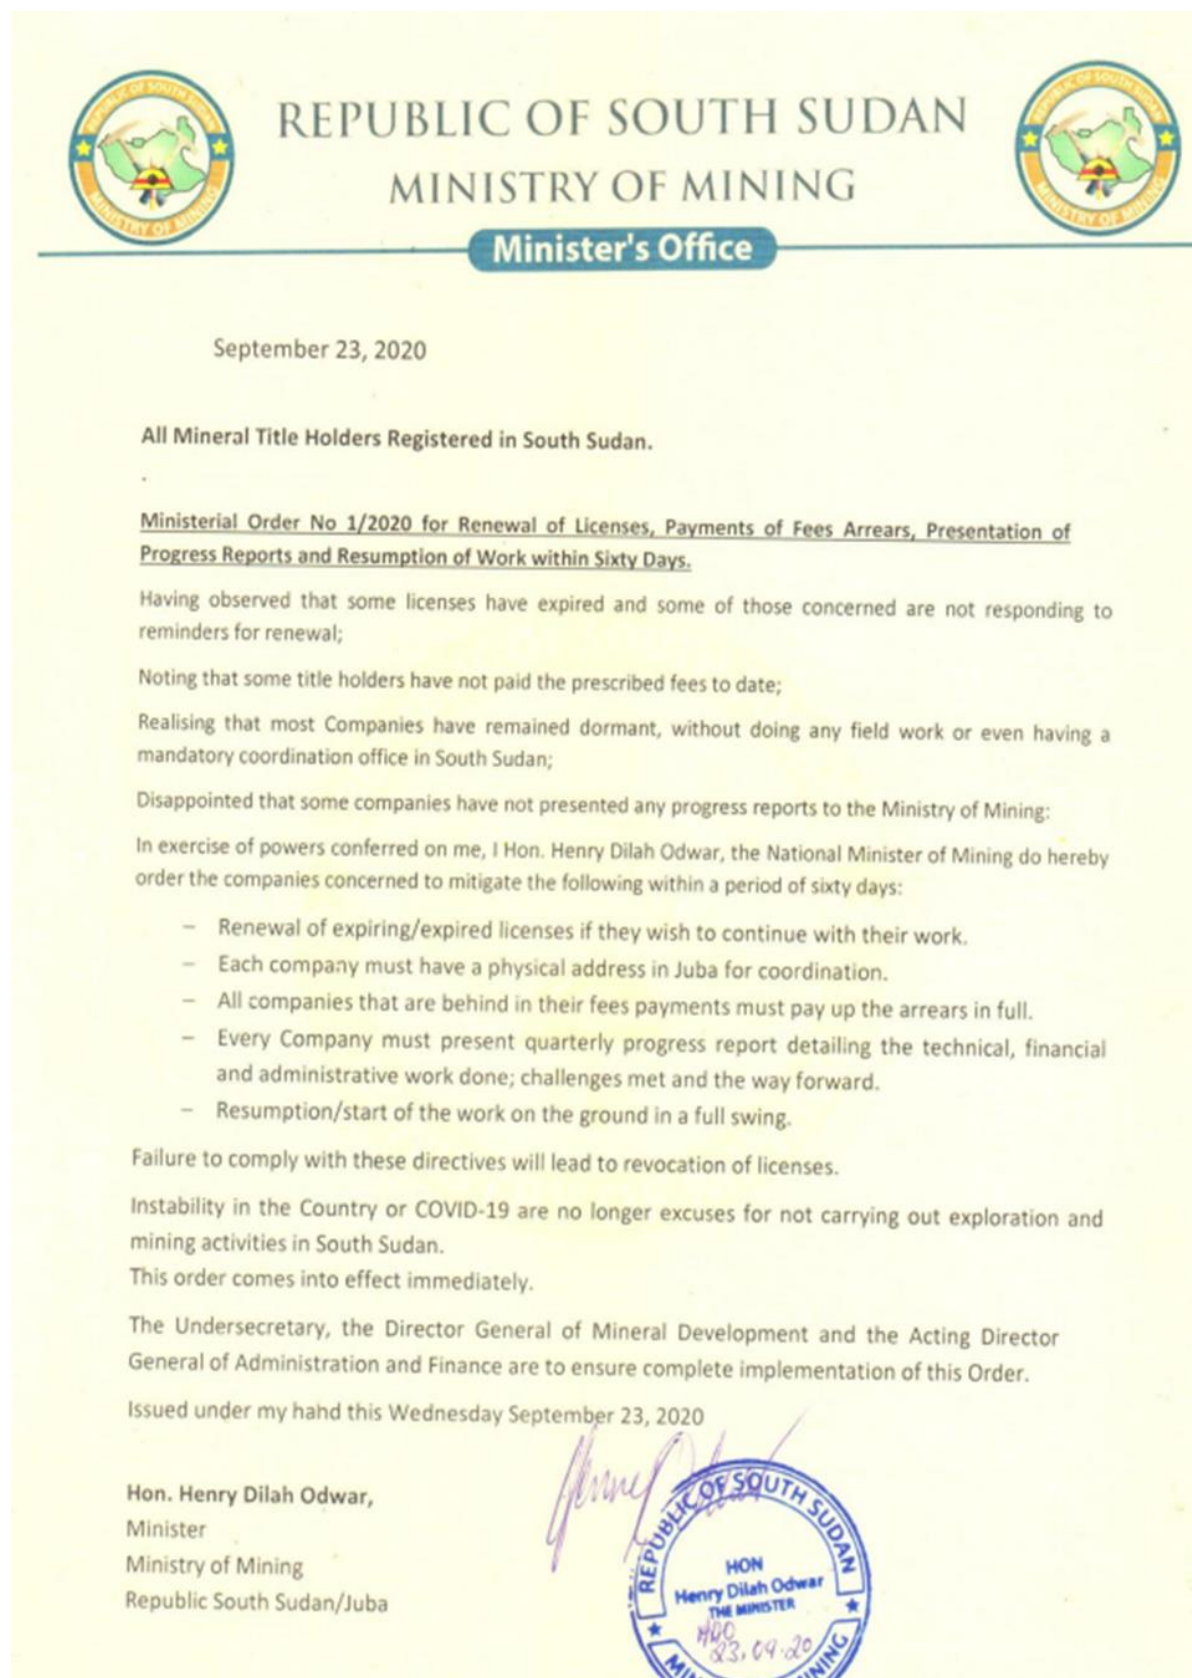 REPUBLIC OF SOUTH SUDAN
MINISTRY OF MINING
Minister's Office
REPUBLIC OF SOUTH SUDAN
MINISTRY OF MINING
REPUBLIC OF SOUTH SUDAN
MINISTRY OF MINING
September 23, 2020
All Mineral Title Holders Registered in South Sudan.
.
Ministerial Order No 1/2020 for Renewal of Licenses, Payments of Fees Arrears, Presentation of
Progress Reports and Resumption of Work within Sixty Days.
Having observed that some licenses have expired and some of those concerned are not responding to
reminders for renewal;
Noting that some title holders have not paid the prescribed fees to date;
Realising that most Companies have remained dormant, without doing any field work or even having a
mandatory coordination office in South Sudan;
Disappointed that some companies have not presented any progress reports to the Ministry of Mining:
In exercise of powers conferred on me, I Hon. Henry Dilah Odwar, the National Minister of Mining do hereby
order the companies concerned to mitigate the following within a period of sixty days:
– Renewal of expiring/expired licenses if they wish to continue with their work.
– Each company must have a physical address in Juba for coordination.
– All companies that are behind in their fees payments must pay up the arrears in full.
– Every Company must present quarterly progress report detailing the technical, financial
and administrative work done; challenges met and the way forward.
– Resumption/start of the work on the ground in a full swing.
Failure to comply with these directives will lead to revocation of licenses.
Instability in the Country or COVID-19 are no longer excuses for not carrying out exploration and
mining activities in South Sudan.
This order comes into effect immediately.
The Undersecretary, the Director General of Mineral Development and the Acting Director
General of Administration and Finance are to ensure complete implementation of this Order.
Issued under my hahd this Wednesday September 23, 2020
Hon. Henry Dilah Odwar,
Minister
Ministry of Mining
Republic South Sudan/Juba
REPUBLIC OF SOUTH SUDAN
HON
Henry Dilah Odwar
THE MINISTER
HDO
23.09.20